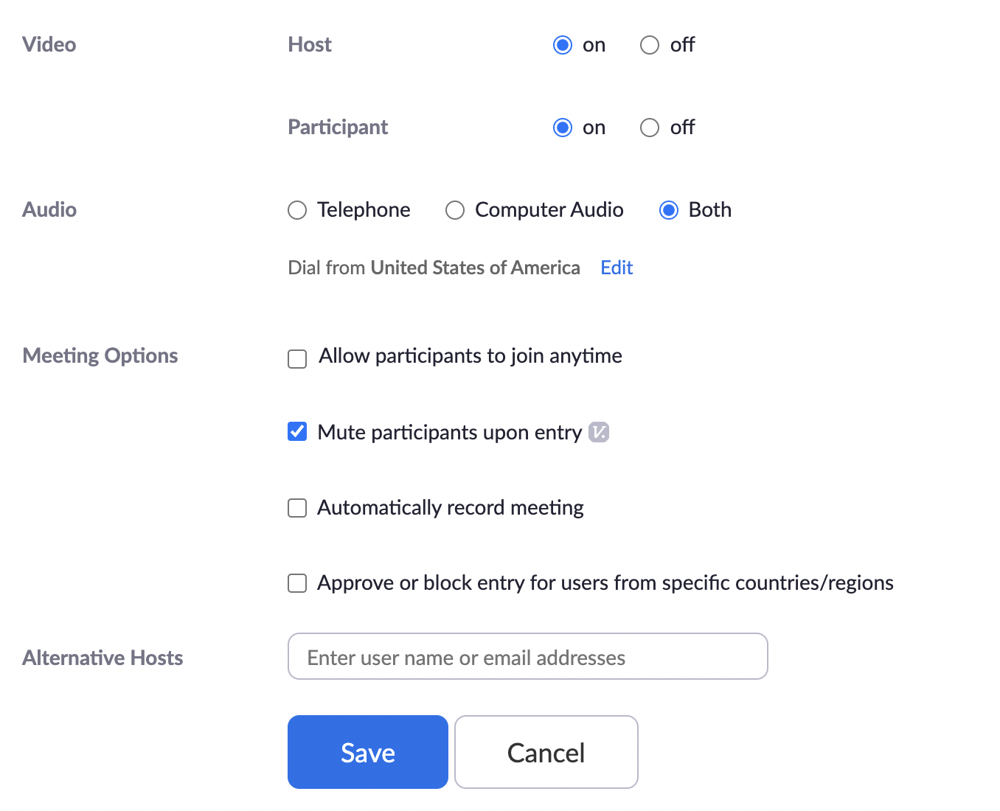 Video Host on off
Participant on off
Audio Telephone Computer Audio Both
Dial from United States of America Edit
Meeting Options Allow participants to join anytime
Mute participants upon entry V.
Automatically record meeting
Approve or block entry for users from specific countries/regions
Alternative Hosts Enter user name or email addresses
Save Cancel